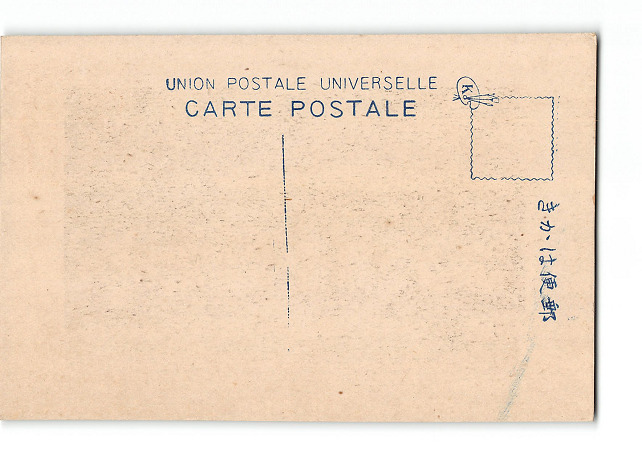 UNION POSTALE UNIVERSELLE
CARTE POSTALE
K
きかは便郵